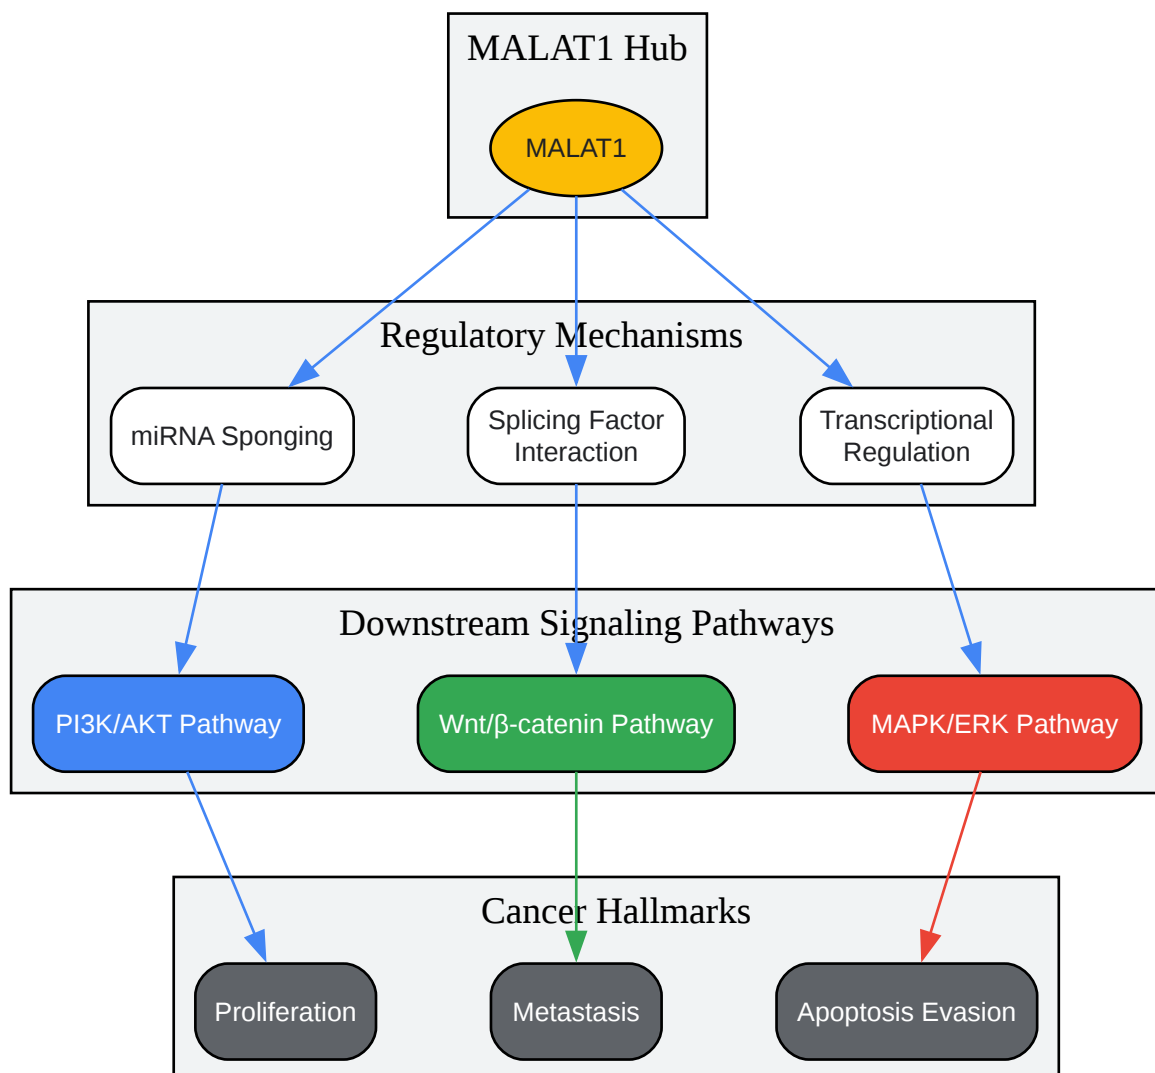 MALAT1 Hub
MALAT1
Regulatory Mechanisms
miRNA Sponging
Splicing Factor
Interaction
Transcriptional
Regulation
Downstream Signaling Pathways
PI3K/AKT Pathway
Wnt/β-catenin Pathway
MAPK/ERK Pathway
Cancer Hallmarks
Proliferation
Metastasis
Apoptosis Evasion